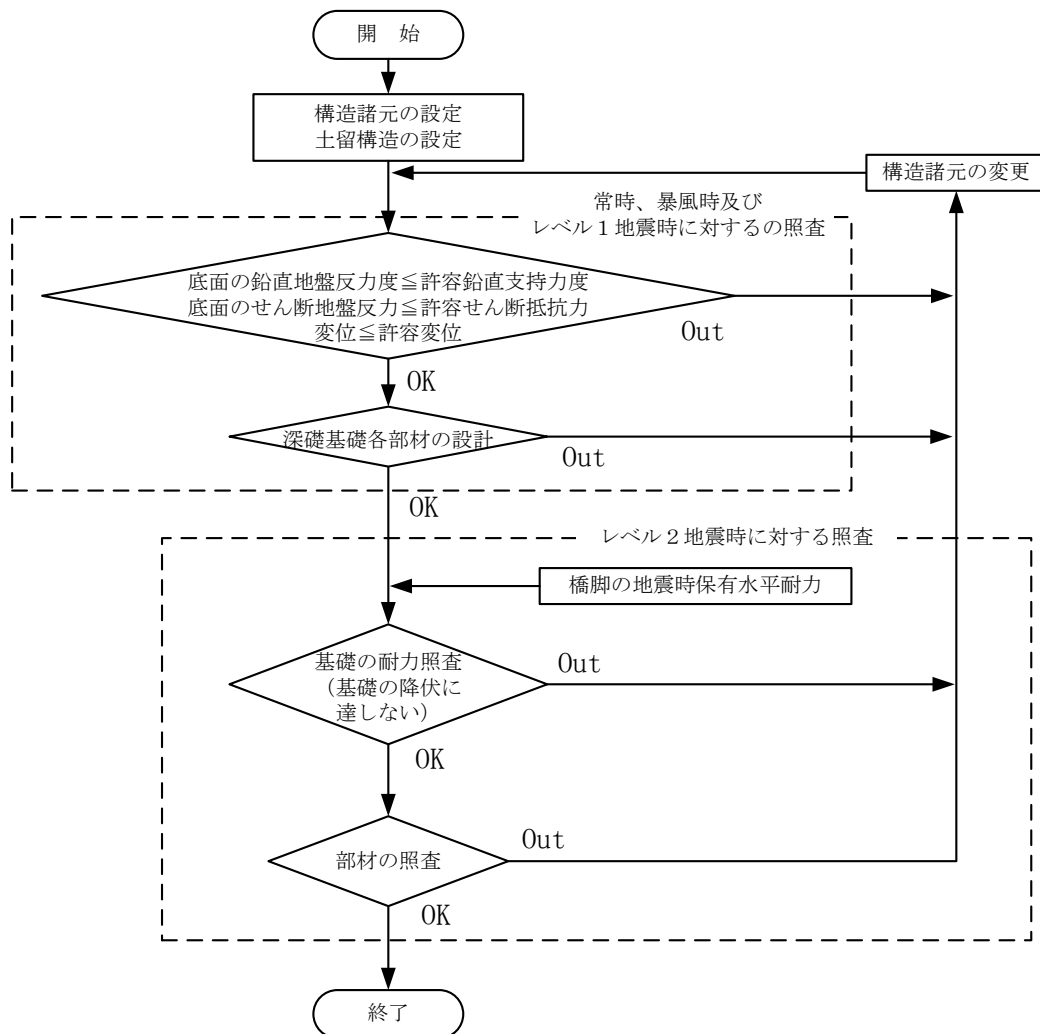 開　始
構造諸元の設定
土留構造の設定
構造諸元の変更
常時、暴風時及び
レベル１地震時に対するの照査
底面の鉛直地盤反力度≦許容鉛直支持力度
底面のせん断地盤反力≦許容せん断抵抗力
変位≦許容変位
Out
OK
深礎基礎各部材の設計
Out
OK
レベル２地震時に対する照査
橋脚の地震時保有水平耐力
基礎の耐力照査
（基礎の降伏に
達しない）
Out
OK
部材の照査
Out
OK
終了